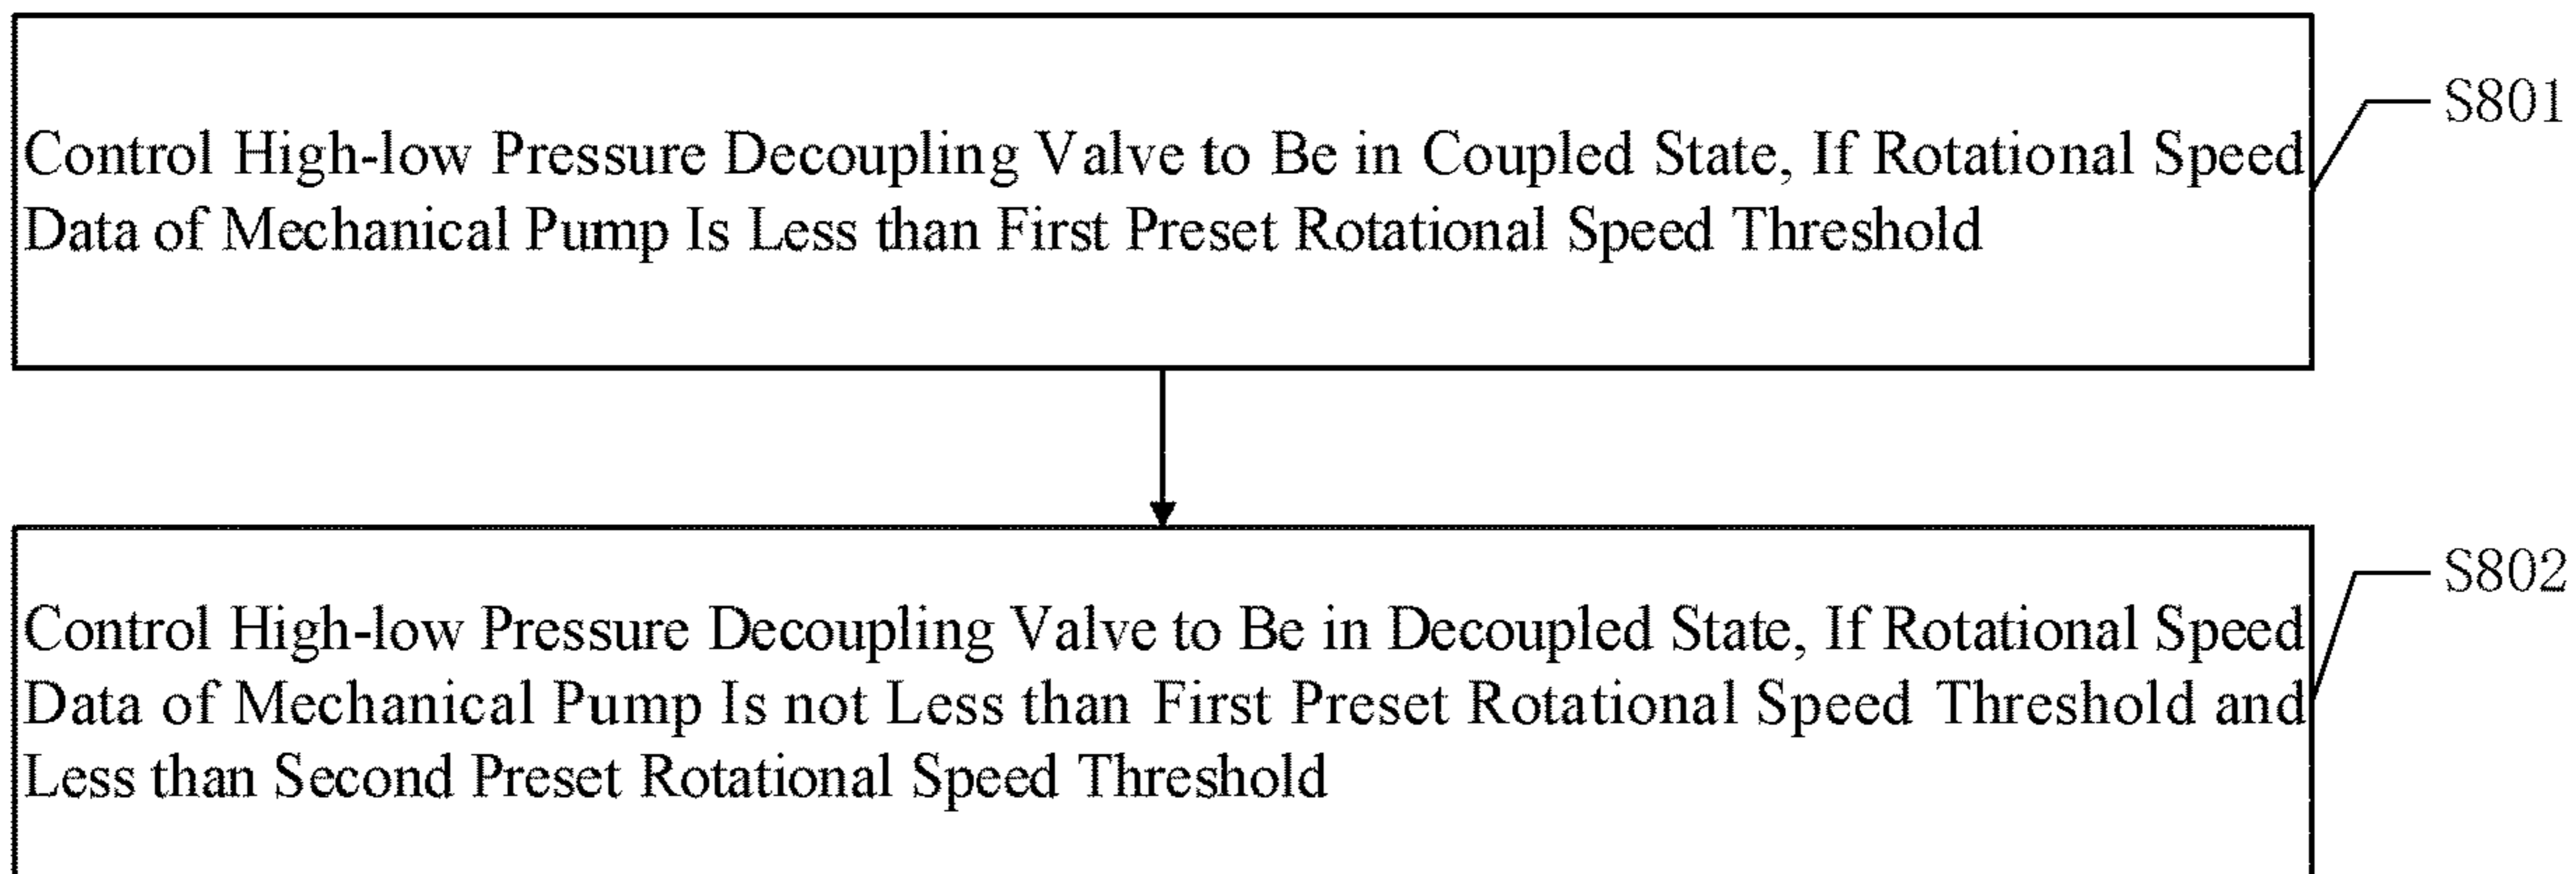 Control High-low Pressure Decoupling Valve to Be in Coupled State, If Rotational Speed
Data of Mechanical Pump Is Less than First Preset Rotational Speed Threshold
S801
Control High-low Pressure Decoupling Valve to Be in Decoupled State, If Rotational Speed
Data of Mechanical Pump Is not Less than First Preset Rotational Speed Threshold and
Less than Second Preset Rotational Speed Threshold
S802